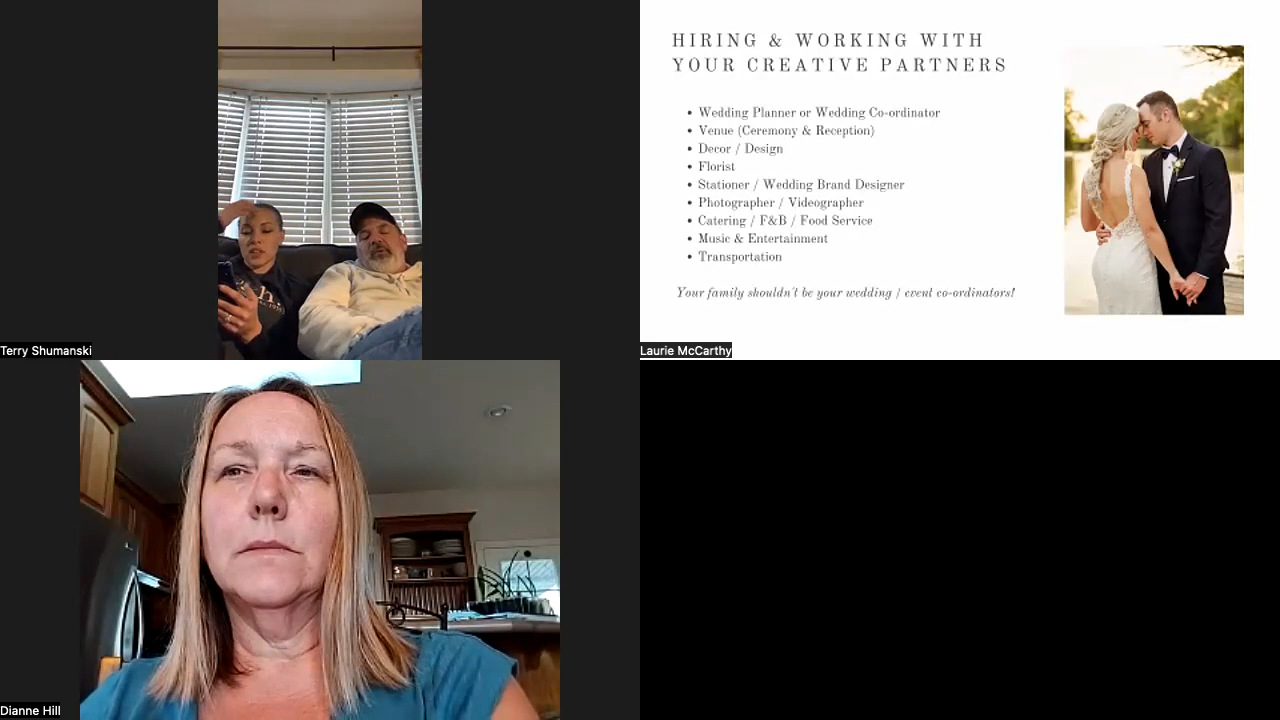 HIRING & WORKING WITH
YOUR CREATIVE PARTNERS
• Wedding Planner or Wedding Co-ordinator
• Venue (Ceremony & Reception)
• Decor / Design
• Florist
• Stationer / Wedding Brand Designer
• Photographer / Videographer
• Catering / F&B / Food Service
• Music & Entertainment
• Transportation
Your family shouldn't be your wedding / event co-ordinators!
Terry Shumanski
Laurie McCarthy
Dianne Hill